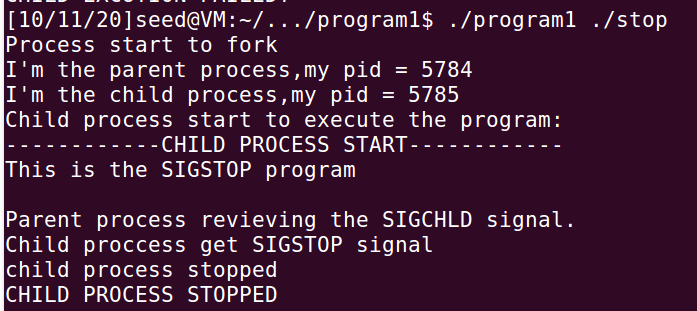 [10/11/20]seed@VM:~/.../program1$ ./program1 ./stop
Process start to fork
I'm the parent process,my pid = 5784
I'm the child process,my pid = 5785
Child process start to execute the program:
------------CHILD PROCESS START------------
This is the SIGSTOP program
Parent process revieving the SIGCHLD signal.
Child proccess get SIGSTOP signal
child process stopped
CHILD PROCESS STOPPED